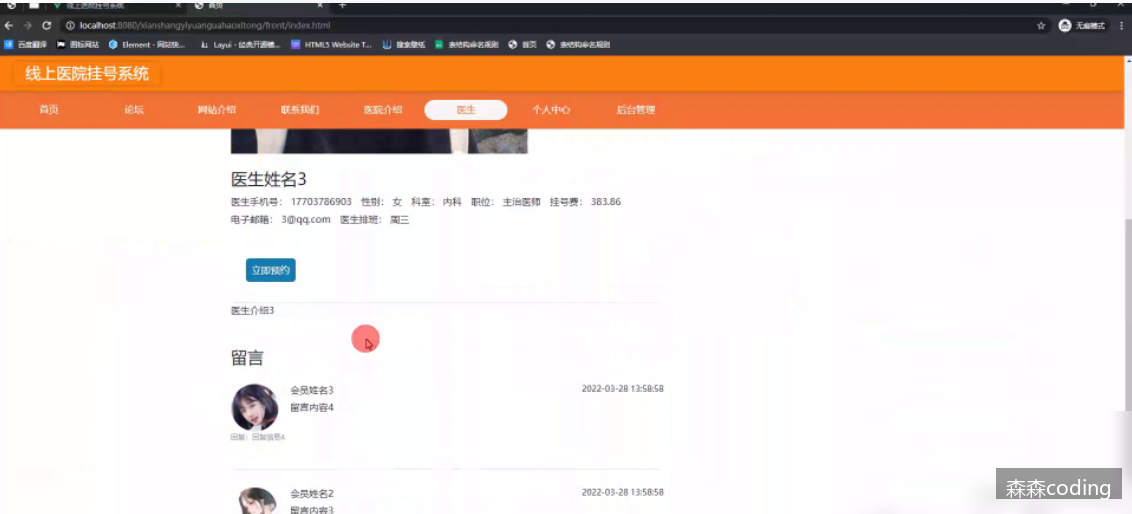 线上医院挂号系统
首页
localhost:8080/xianshangyiyuanguahaoxitong/front/index.html
无痕模式
百度翻译 图标网站 Element - 网站快... Layui - 经典开源模... HTML5 Website T... 搜索壁纸 表结构命名规则 首页 表结构命名规则
线上医院挂号系统
首页 论坛 网站介绍 联系我们 医院介绍 医生 个人中心 后台管理
医生姓名3
医生手机号: 17703786903 性别: 女 科室: 内科 职位: 主治医师 挂号费: 383.86
电子邮箱: 3@qq.com 医生排班: 周三
立即预约
医生介绍3
留言
会员姓名3 2022-03-28 13:58:58
留言内容4
回复: 回复信息4
会员姓名2 2022-03-28 13:58:58
留言内容3
森森coding